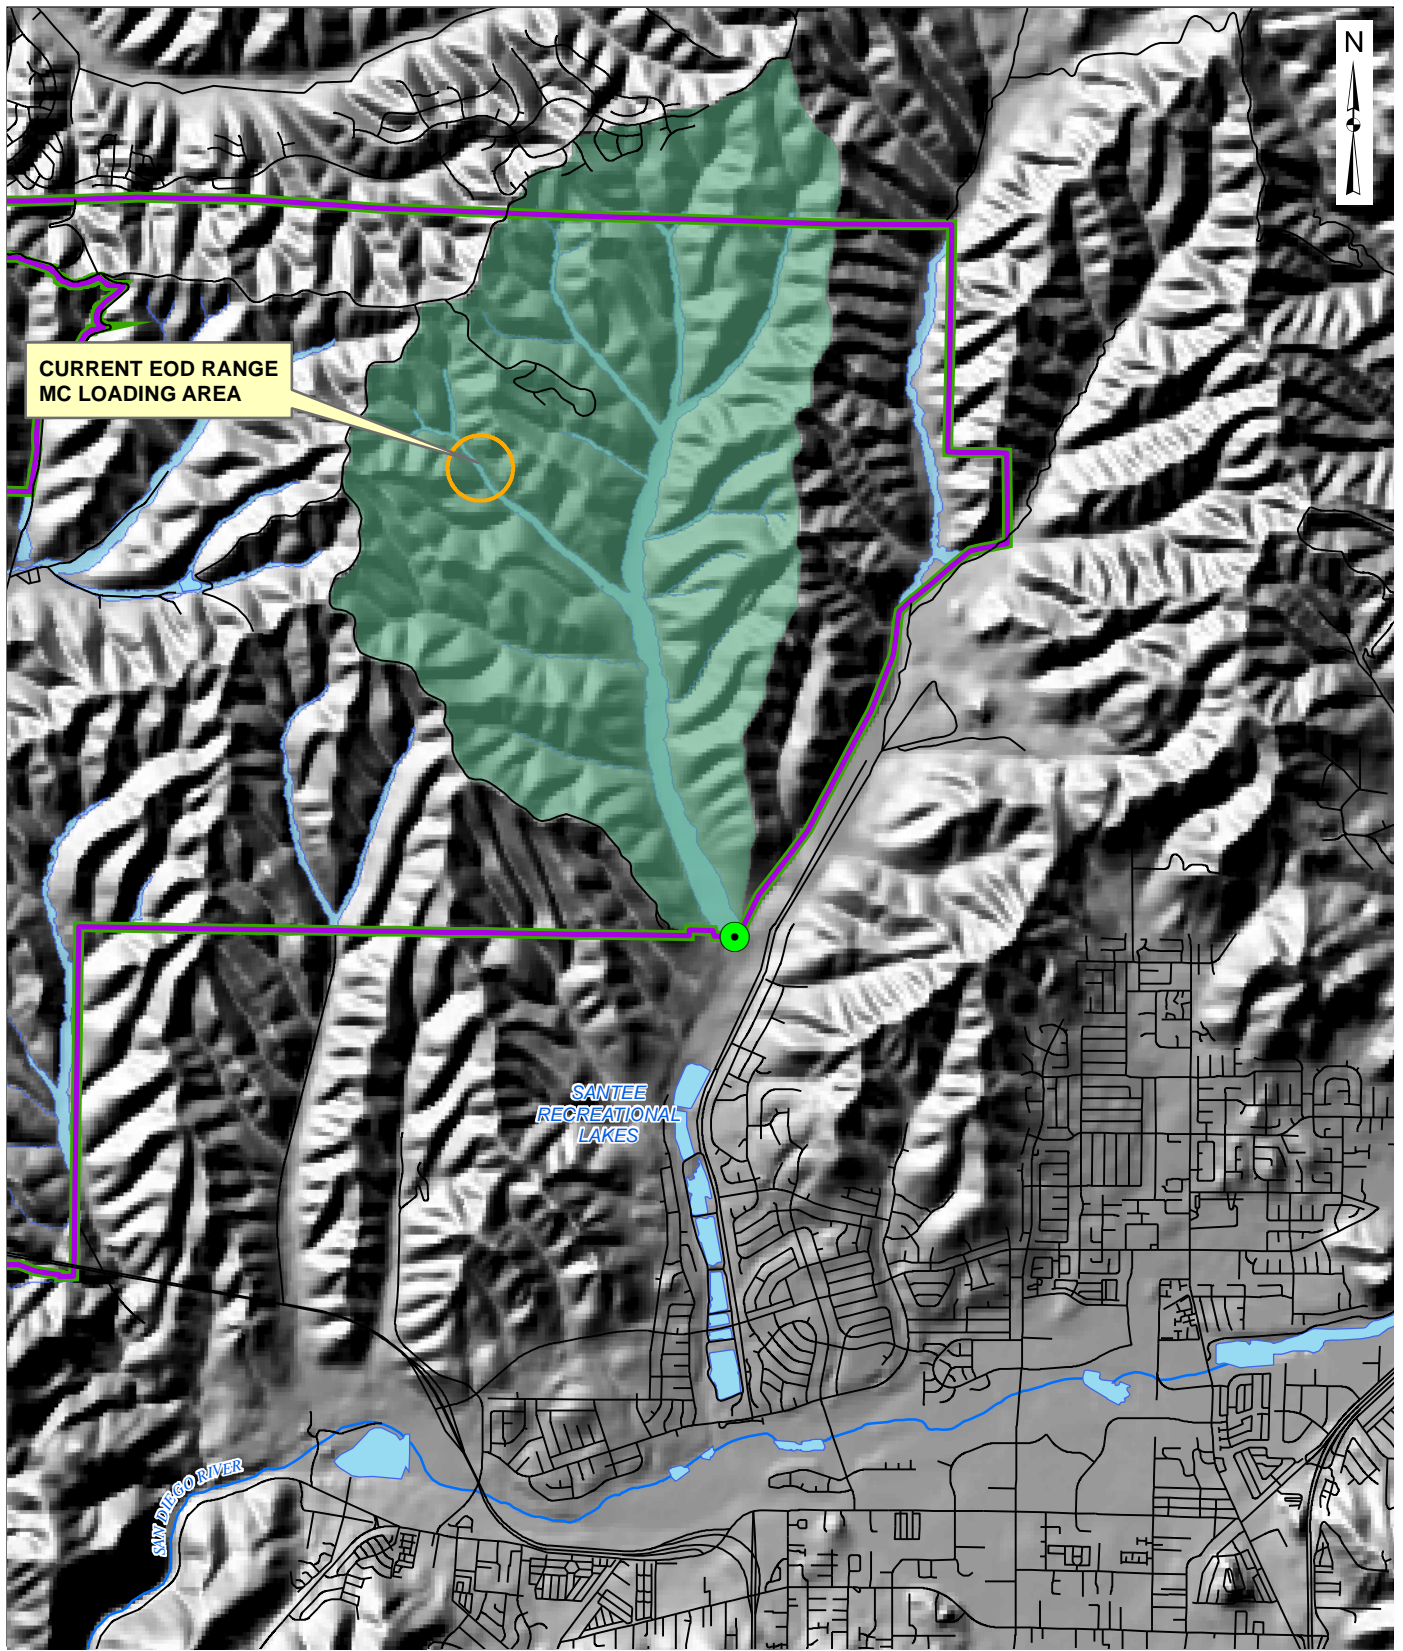 N
CURRENT EOD RANGE
MC LOADING AREA
SANTEE
RECREATIONAL
LAKES
SAN DIEGO RIVER